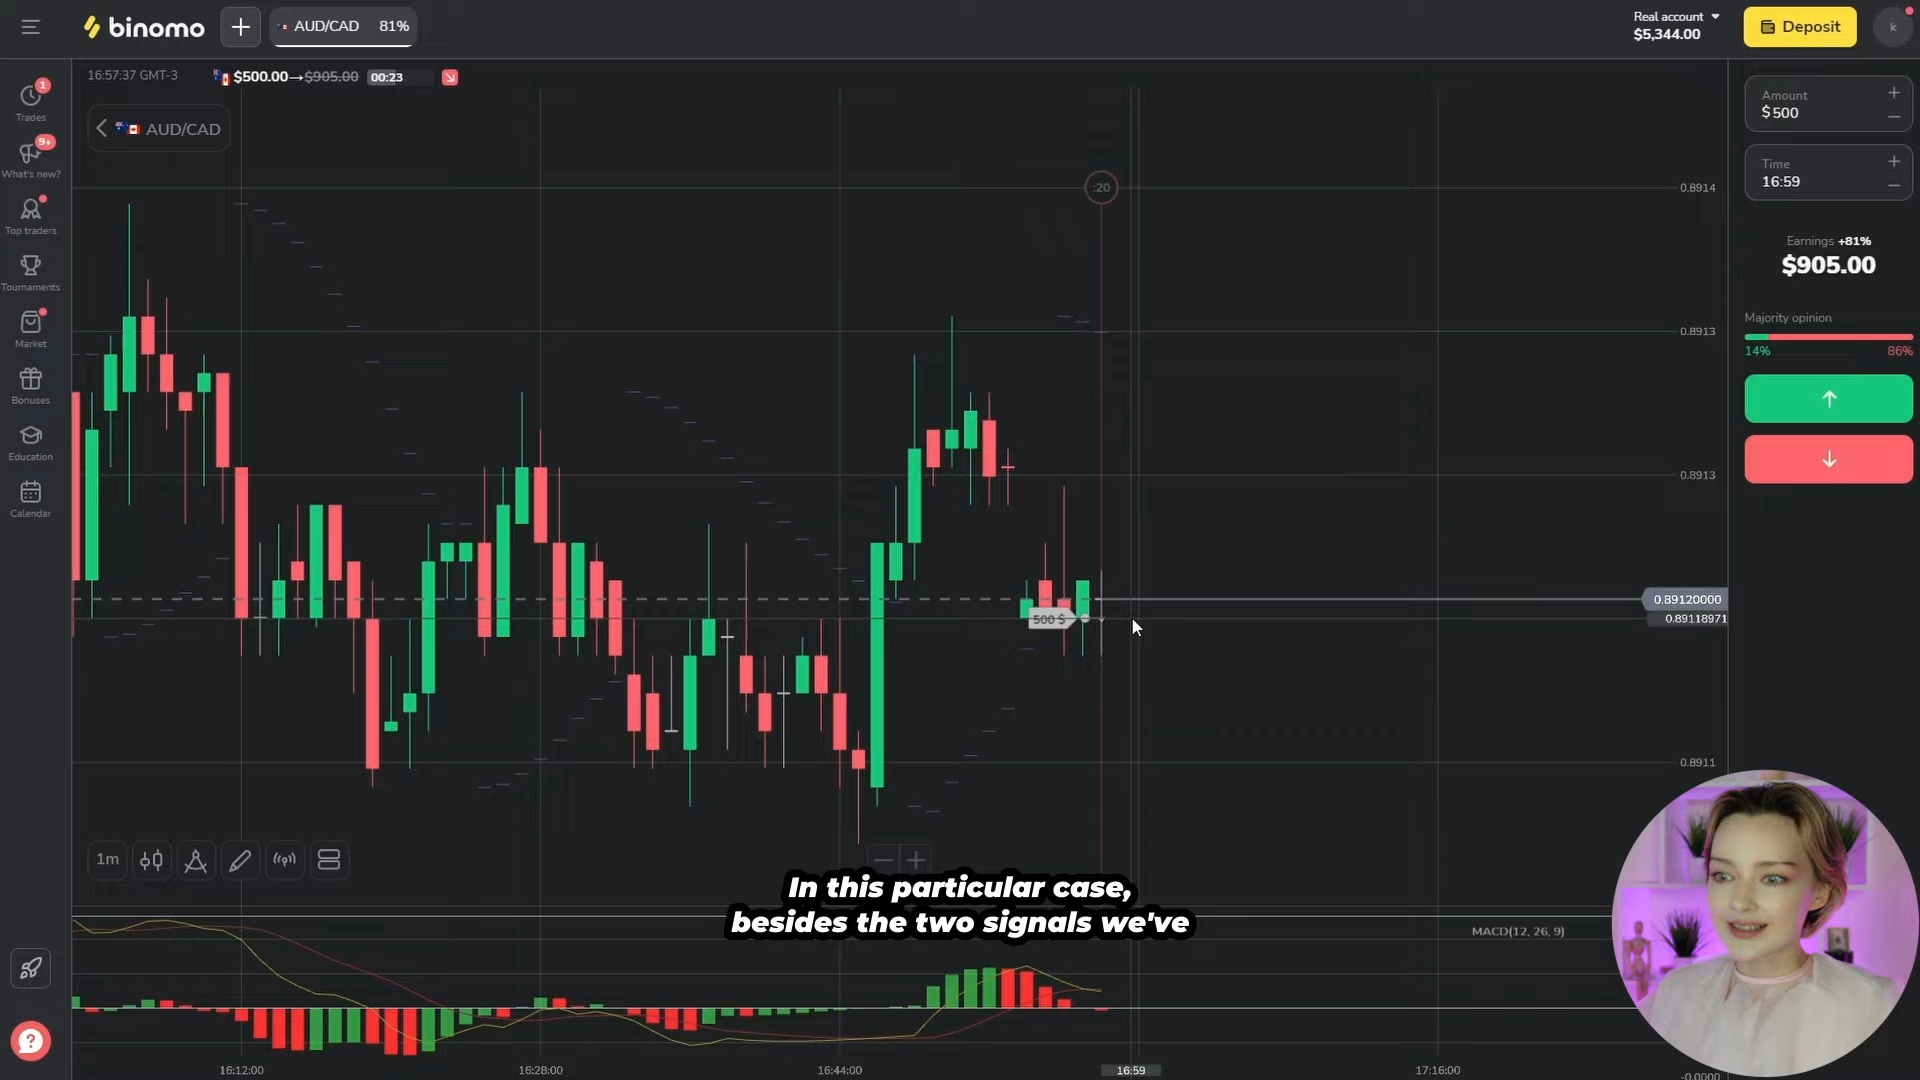 binomo
AUD/CAD 81%
Real account
$5,344.00
Deposit
k
16:57:37 GMT-3
$500.00→$905.00
00:23
AUD/CAD
1
Trades
9+
What's new?
Top traders
Tournaments
Market
Bonuses
Education
Calendar
?
:20
0.8914
0.8913
0.8913
0.89120000
0.89118971
0.8911
500 $
Amount
$500
Time
16:59
Earnings +81%
$905.00
Majority opinion
14% 86%
1m
In this particular case,
besides the two signals we've
MACD(12, 26, 9)
16:12:00
16:28:00
16:44:00
16:59
17:16:00
-0.0000